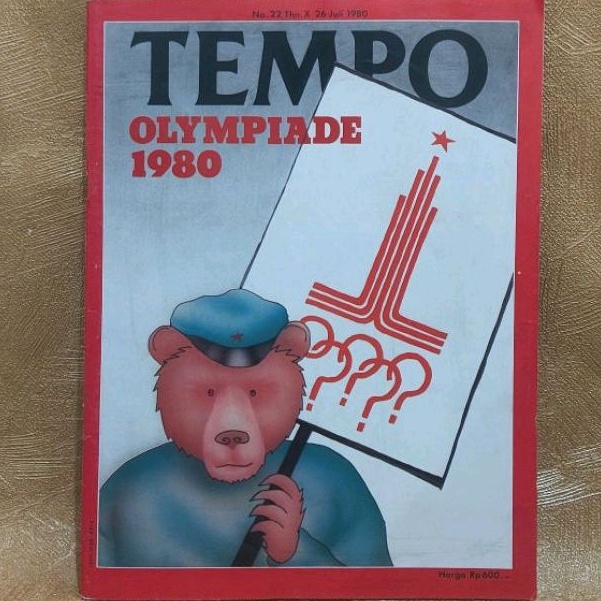 No. 22 Thn. X 26 Juli 1980
TEMPO
OLYMPIADE
1980
Harga Rp 600.-